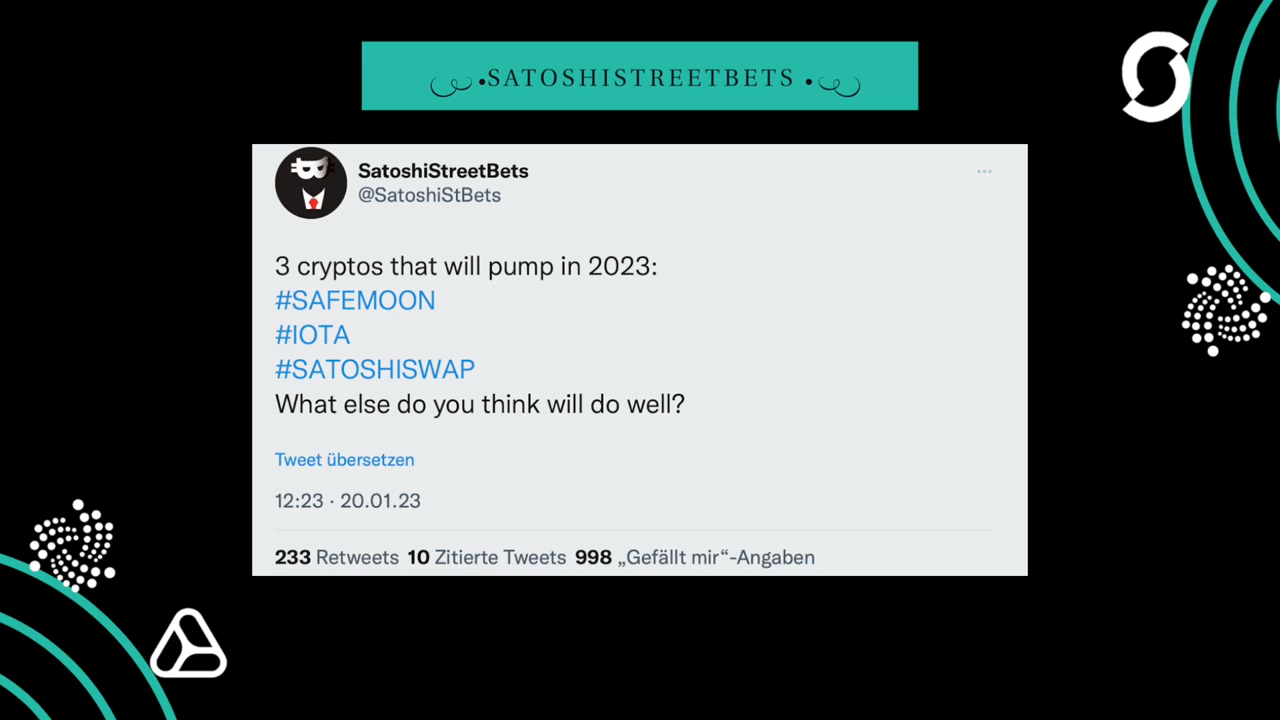 •SATOSHISTREETBETS •
SatoshiStreetBets
@SatoshiStBets
3 cryptos that will pump in 2023:
#SAFEMOON
#IOTA
#SATOSHISWAP
What else do you think will do well?
Tweet übersetzen
12:23 · 20.01.23
233 Retweets 10 Zitierte Tweets 998 „Gefällt mir“-Angaben